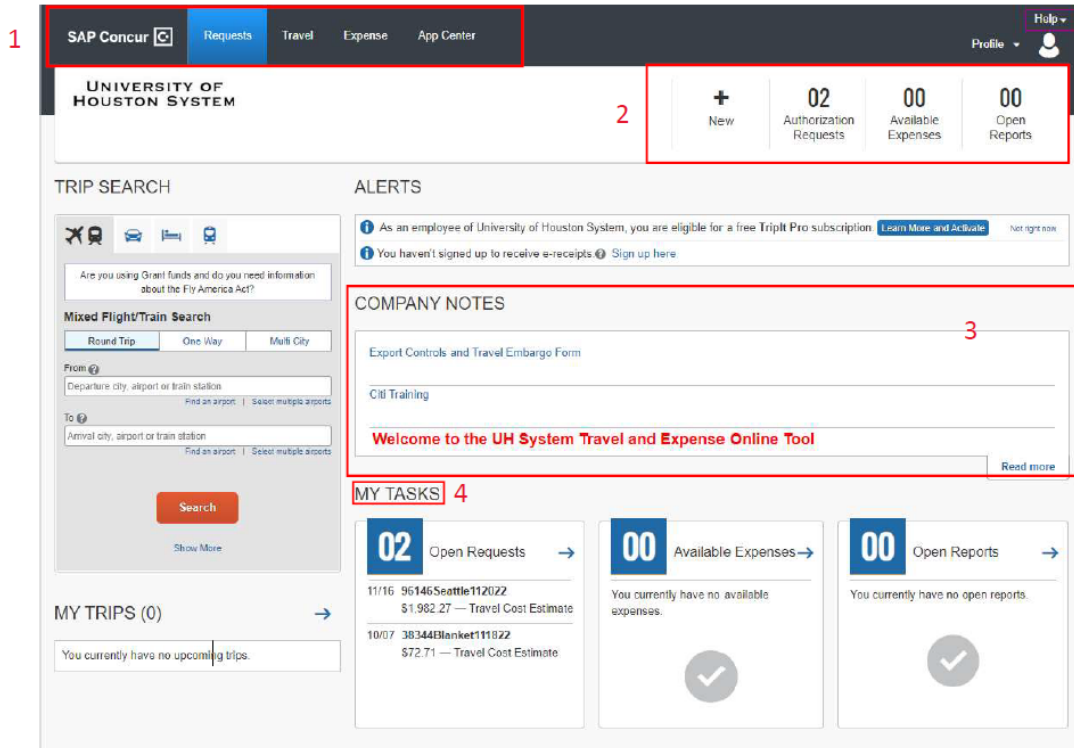 1
SAP Concur C Requests Travel Expense App Center
Help
Profile
UNIVERSITY OF
HOUSTON SYSTEM
2
+
New
02
Authorization
Requests
00
Available
Expenses
00
Open
Reports
TRIP SEARCH
Are you using Grant funds and do you need information
about the Fly America Act?
Mixed Flight/Train Search
Round Trip One Way Multi City
From
Departure city, airport or train station
Find an airport | Select multiple airports
To
Arrival city, airport or train station
Find an airport | Select multiple airports
Search
Show More
MY TRIPS (0)
You currently have no upcoming trips.
ALERTS
As an employee of University of Houston System, you are eligible for a free TripIt Pro subscription Learn More and Activate Not right now
You haven't signed up to receive e-receipts. Sign up here
COMPANY NOTES
3
Export Controls and Travel Embargo Form
Citi Training
Welcome to the UH System Travel and Expense Online Tool
Read more
MY TASKS 4
02 Open Requests
11/16 96146Seattle112022
$1,982.27 — Travel Cost Estimate
10/07 38344Blanket111822
$72.71 — Travel Cost Estimate
00 Available Expenses
You currently have no available
expenses.
00 Open Reports
You currently have no open reports.